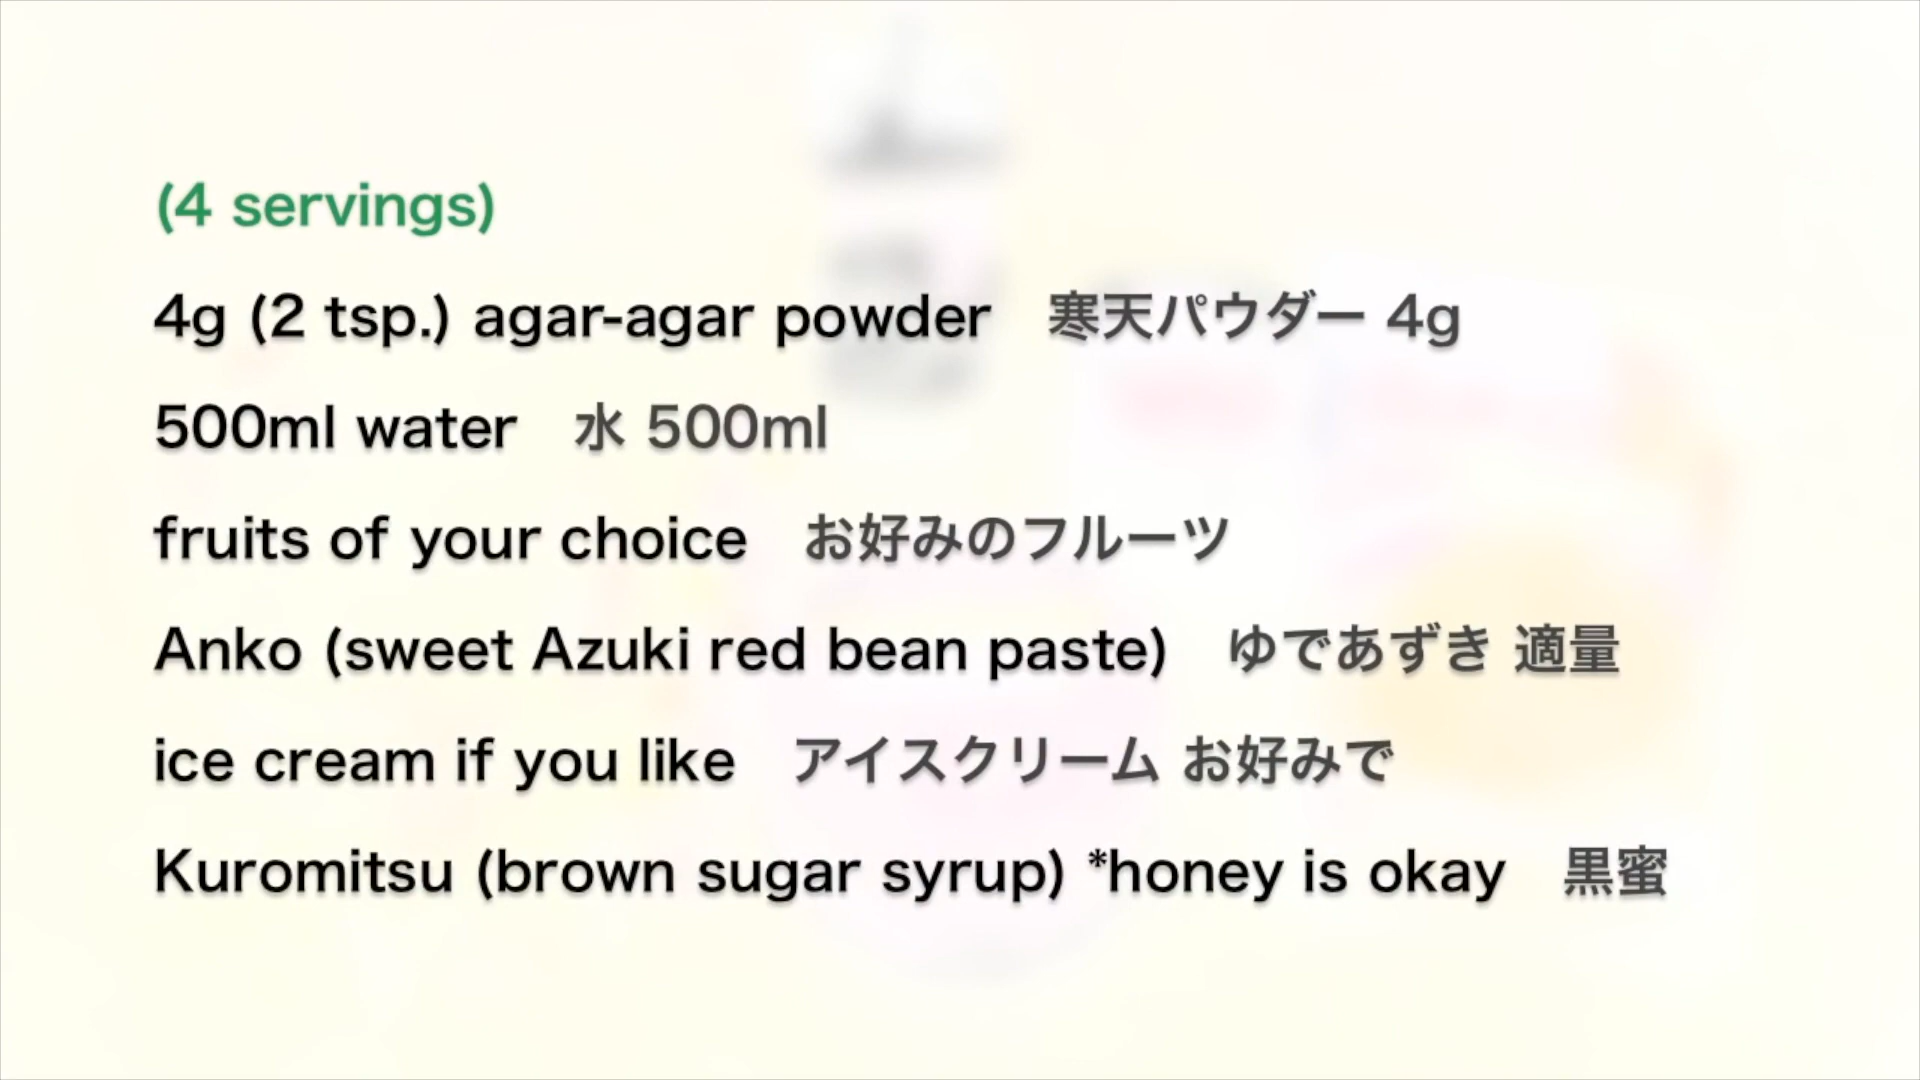 (4 servings)
4g (2 tsp.) agar-agar powder 寒天パウダー 4g
500ml water 水 500ml
fruits of your choice お好みのフルーツ
Anko (sweet Azuki red bean paste) ゆであずき 適量
ice cream if you like アイスクリーム お好みで
Kuromitsu (brown sugar syrup) *honey is okay 黒蜜